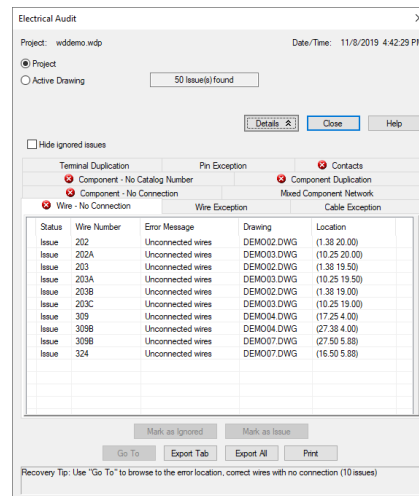 Electrical Audit
Project: wddemo.wdp Date/Time: 11/8/2019 4:42:29 PM
Project
Active Drawing 50 Issue(s) found
Details Close Help
Hide ignored issues
Terminal Duplication Pin Exception Contacts
Component - No Catalog Number Component Duplication
Component - No Connection Mixed Component Network
Wire - No Connection Wire Exception Cable Exception
Status Wire Number Error Message Drawing Location
Issue 202 Unconnected wires DEMO02.DWG (1.38 20.00)
Issue 202A Unconnected wires DEMO03.DWG (10.25 20.00)
Issue 203 Unconnected wires DEMO02.DWG (1.38 19.50)
Issue 203A Unconnected wires DEMO03.DWG (10.25 19.50)
Issue 203B Unconnected wires DEMO02.DWG (1.38 19.00)
Issue 203C Unconnected wires DEMO03.DWG (10.25 19.00)
Issue 309 Unconnected wires DEMO04.DWG (17.25 4.00)
Issue 309B Unconnected wires DEMO04.DWG (27.38 4.00)
Issue 309B Unconnected wires DEMO07.DWG (27.50 5.88)
Issue 324 Unconnected wires DEMO07.DWG (16.50 5.88)
Mark as Ignored Mark as Issue
Go To Export Tab Export All Print
Recovery Tip: Use "Go To" to browse to the error location, correct wires with no connection (10 issues)